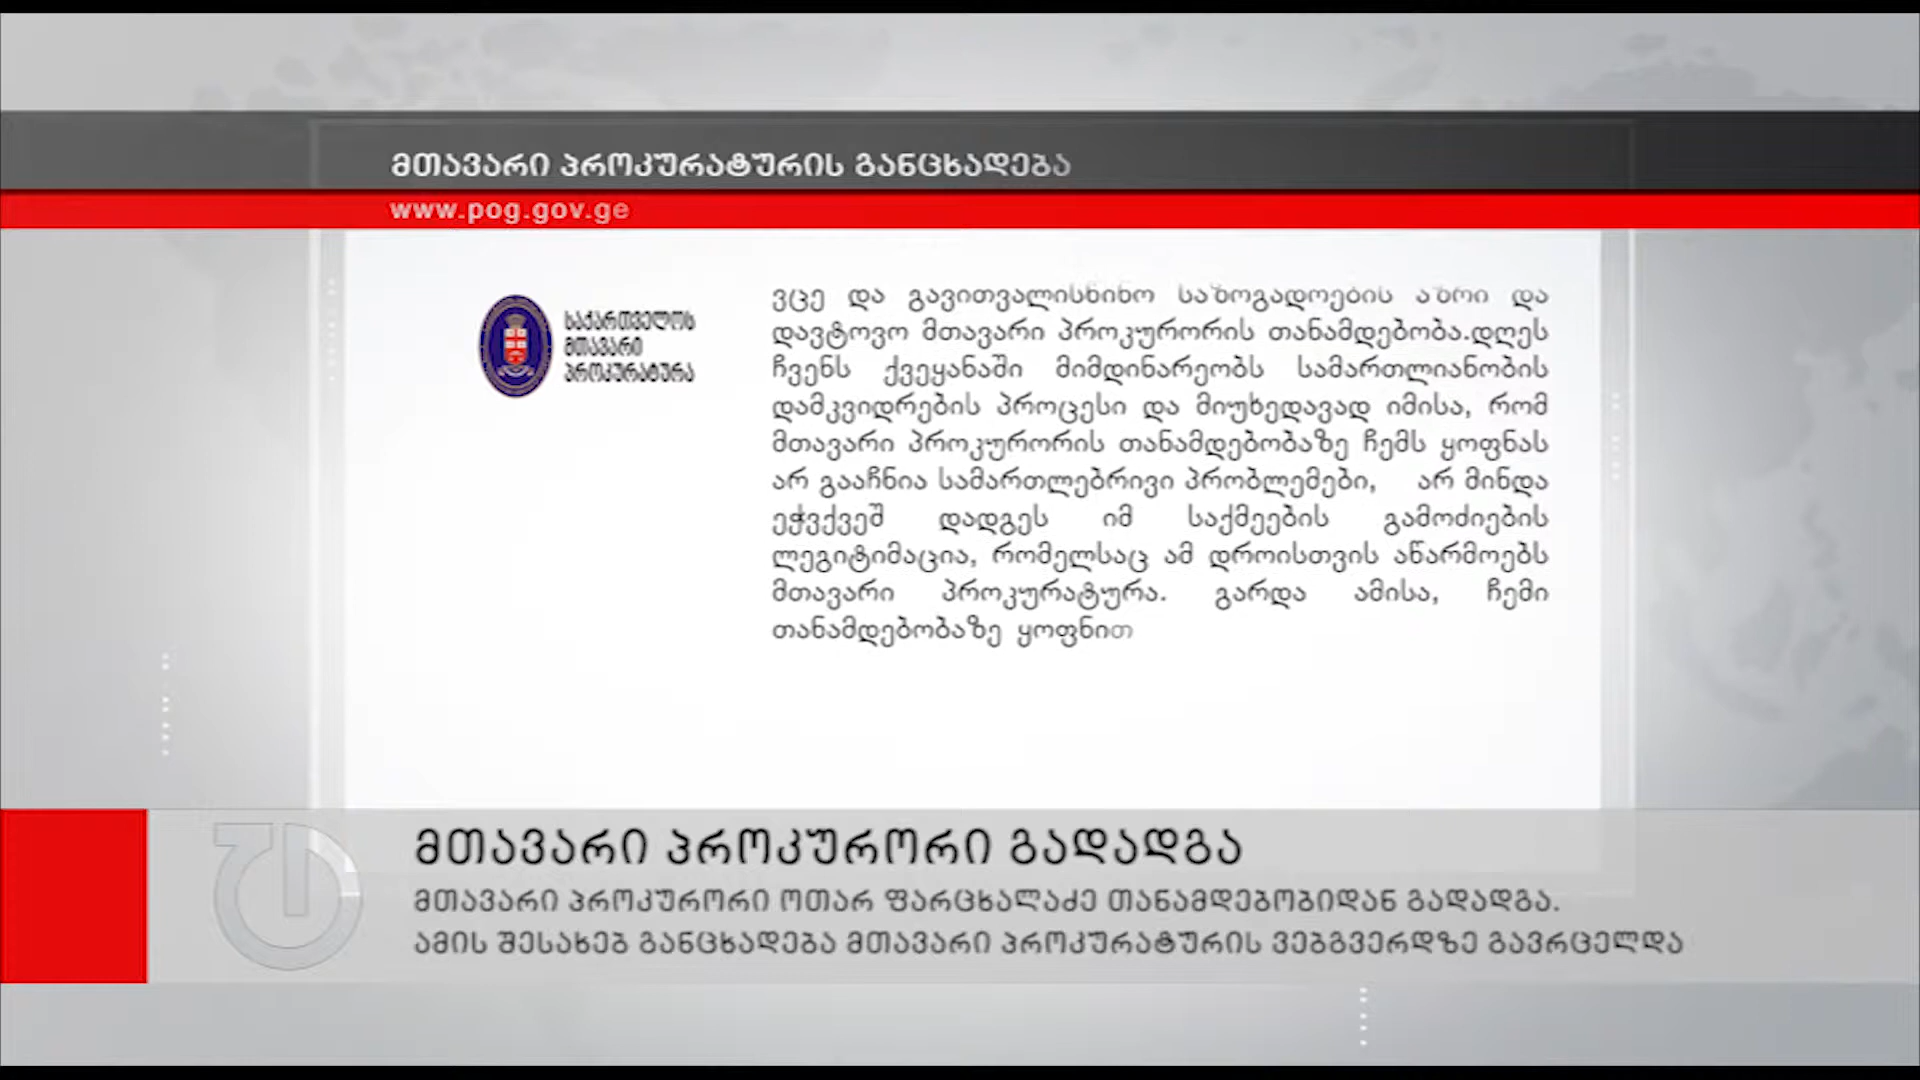 მთავარი პროკურატურის განცხადება
www.pog.gov.ge
საქართველოს
მთავარი
პროკურატურა
ვცე და გავითვალისწინო საზოგადოების აზრი და
დავტოვო მთავარი პროკურორის თანამდებობა.დღეს
ჩვენს ქვეყანაში მიმდინარეობს სამართლიანობის
დამკვიდრების პროცესი და მიუხედავად იმისა, რომ
მთავარი პროკურორის თანამდებობაზე ჩემს ყოფნას
არ გააჩნია სამართლებრივი პრობლემები, არ მინდა
ეჭვქვეშ დადგეს იმ საქმეების გამოძიების
ლეგიტიმაცია, რომელსაც ამ დროისთვის აწარმოებს
მთავარი პროკურატურა. გარდა ამისა, ჩემი
თანამდებობაზე ყოფნით
მთავარი პროკურორი გადადგა
მთავარი პროკურორი ოთარ ფარცხალაძე თანამდებობიდან გადადგა.
ამის შესახებ განცხადება მთავარი პროკურატურის ვებგვერდზე გავრცელდა